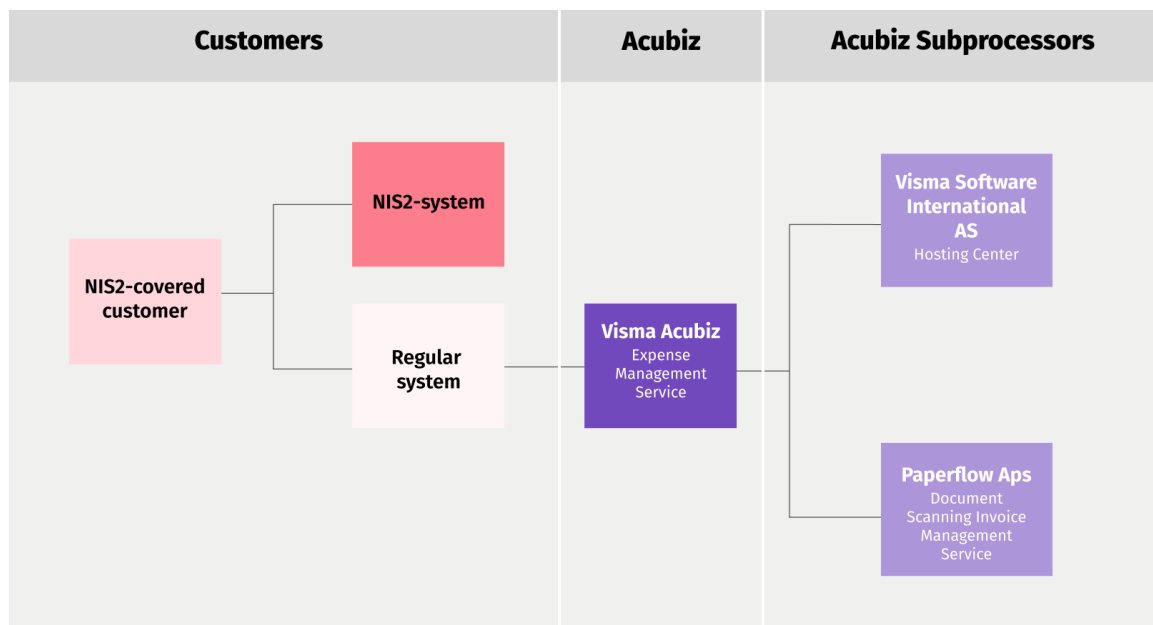 Customers
Acubiz
Acubiz Subprocessors
NIS2-covered
customer
NIS2-system
Regular
system
Visma Acubiz
Expense
Management
Service
Visma Software
International
AS
Hosting Center
Paperflow Aps
Document
Scanning Invoice
Management
Service